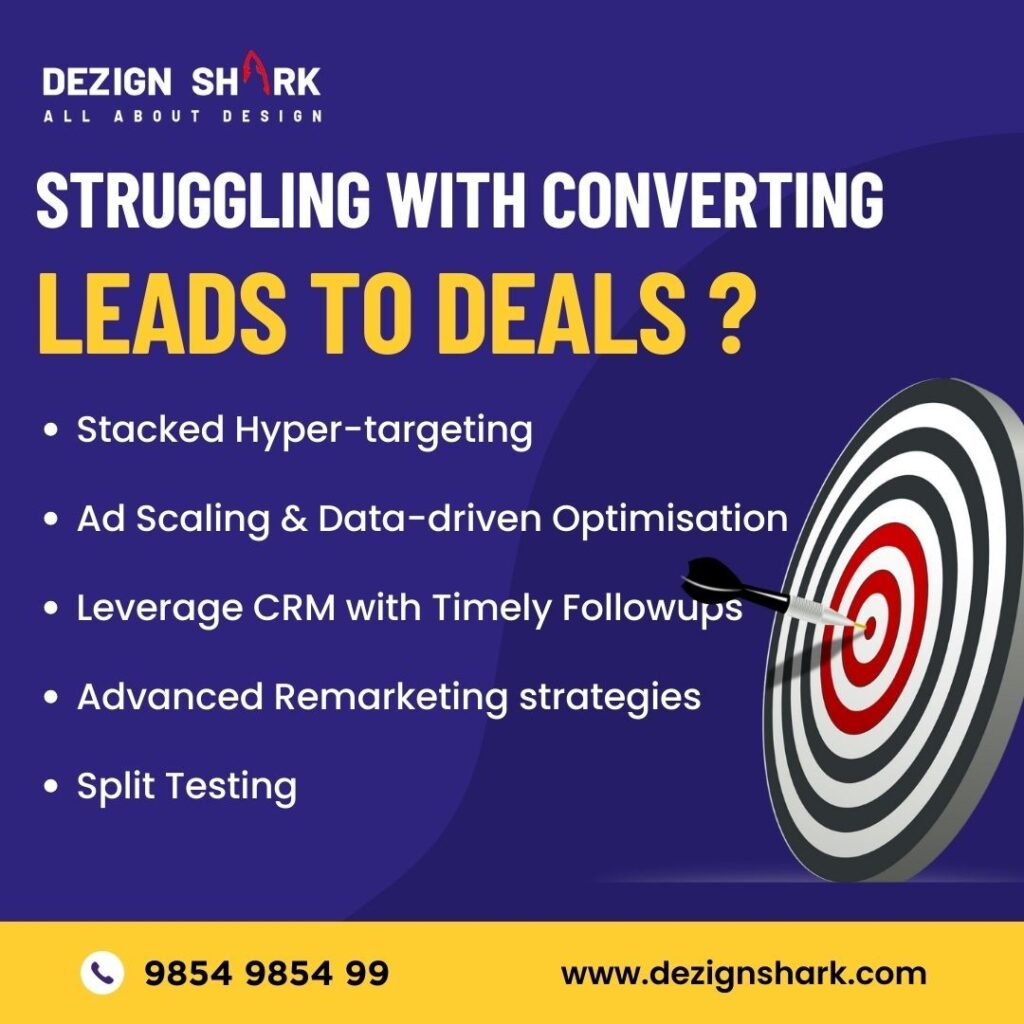 DEZIGN SHARK
ALL ABOUT DESIGN
STRUGGLING WITH CONVERTING
LEADS TO DEALS ?
• Stacked Hyper-targeting
• Ad Scaling & Data-driven Optimisation
• Leverage CRM with Timely Followups
• Advanced Remarketing strategies
• Split Testing
9854 9854 99
www.dezignshark.com